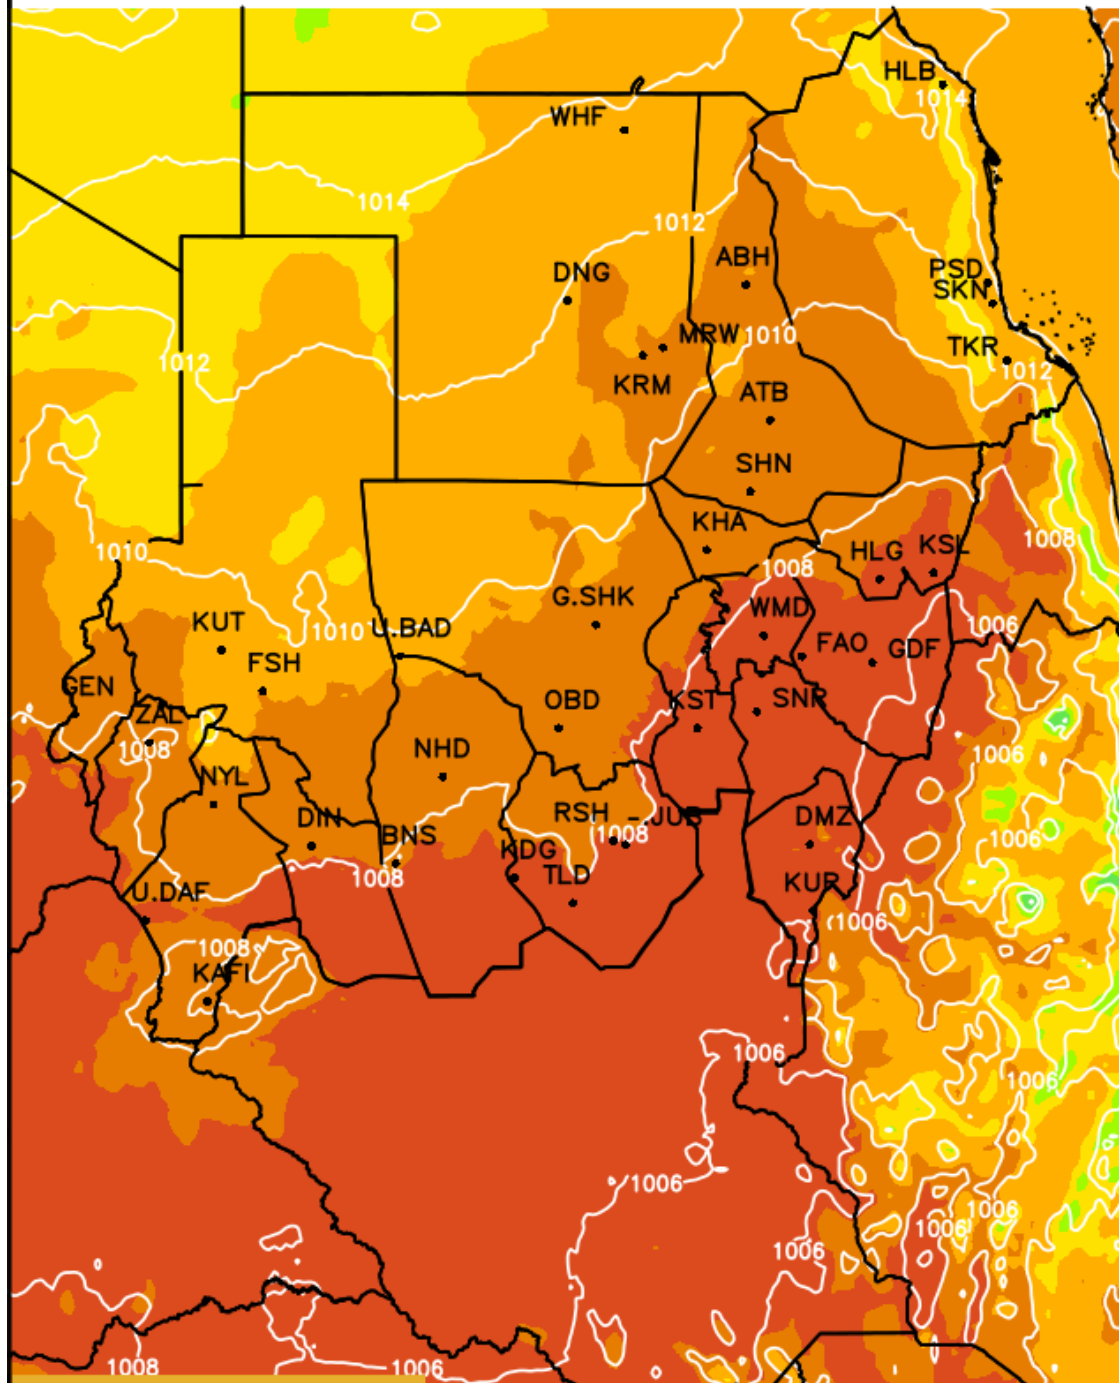 HLB
1014
WHF
1014
1012
ABH
DNG
PSD
SKN
MRW
1010
TKR
1012
1012
KRM
ATB
SHN
KHA
1010
HLG
KSL
1008
1008
G.SHK
WMD
1006
KUT
1010
U.BAD
FAO
GDF
FSH
GEN
OBD
KST
SNR
ZAL
1008
NHD
1006
NYL
RSH
1008
-.JUB
DMZ
DIN
BNS
KDG
1006
1008
TLD
KUR
U.DAF
1006
1008
KAFI
1006
1006
1006
1006
1006
1006
1008
1006